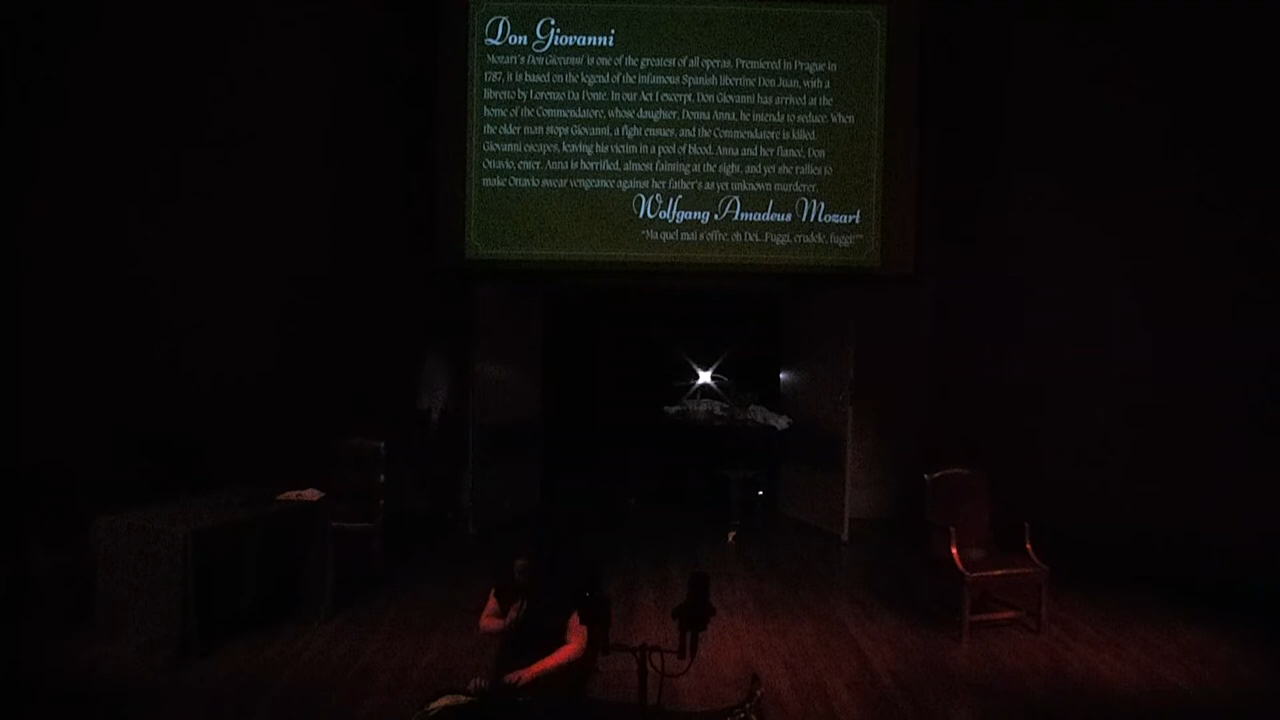 Don Giovanni
Mozart's Don Giovanni is one of the greatest of all operas. Premiered in Prague in
1787, it is based on the legend of the infamous Spanish libertine Don Juan, with a
libretto by Lorenzo Da Ponte. In our Act I excerpt, Don Giovanni has arrived at the
home of the Commendatore, whose daughter, Donna Anna, he intends to seduce. When
the older man stops Giovanni, a fight ensues, and the Commendatore is killed.
Giovanni escapes, leaving his victim in a pool of blood. Anna and her fiancé, Don
Ottavio, enter. Anna is horrified, almost fainting at the sight, and yet she rallies to
make Ottavio swear vengeance against her father's as yet unknown murderer.
Wolfgang Amadeus Mozart
"Ma qual mai s'offre, oh Dei...Fuggi, crudele, fuggi!"